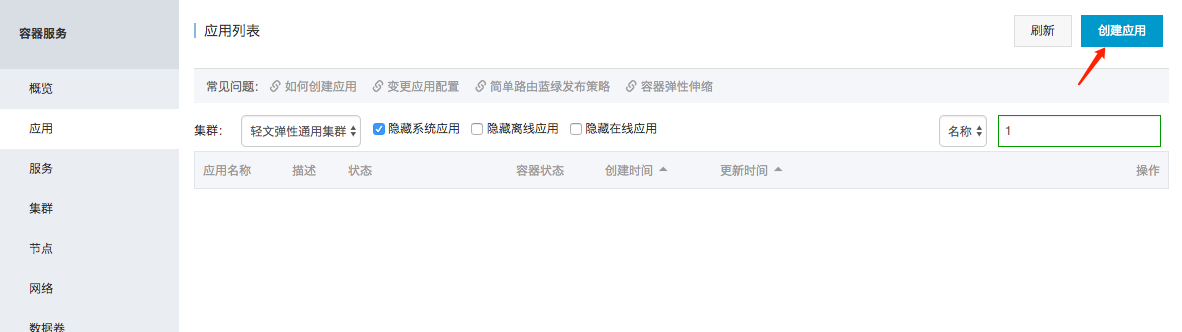 容器服务
概览
应用
服务
集群
节点
网络
数据卷
应用列表
刷新
创建应用
常见问题： 如何创建应用 变更应用配置 简单路由蓝绿发布策略 容器弹性伸缩
集群： 轻文弹性通用集群 隐藏系统应用 隐藏离线应用 隐藏在线应用 名称 1
应用名称 描述 状态 容器状态 创建时间 更新时间 操作